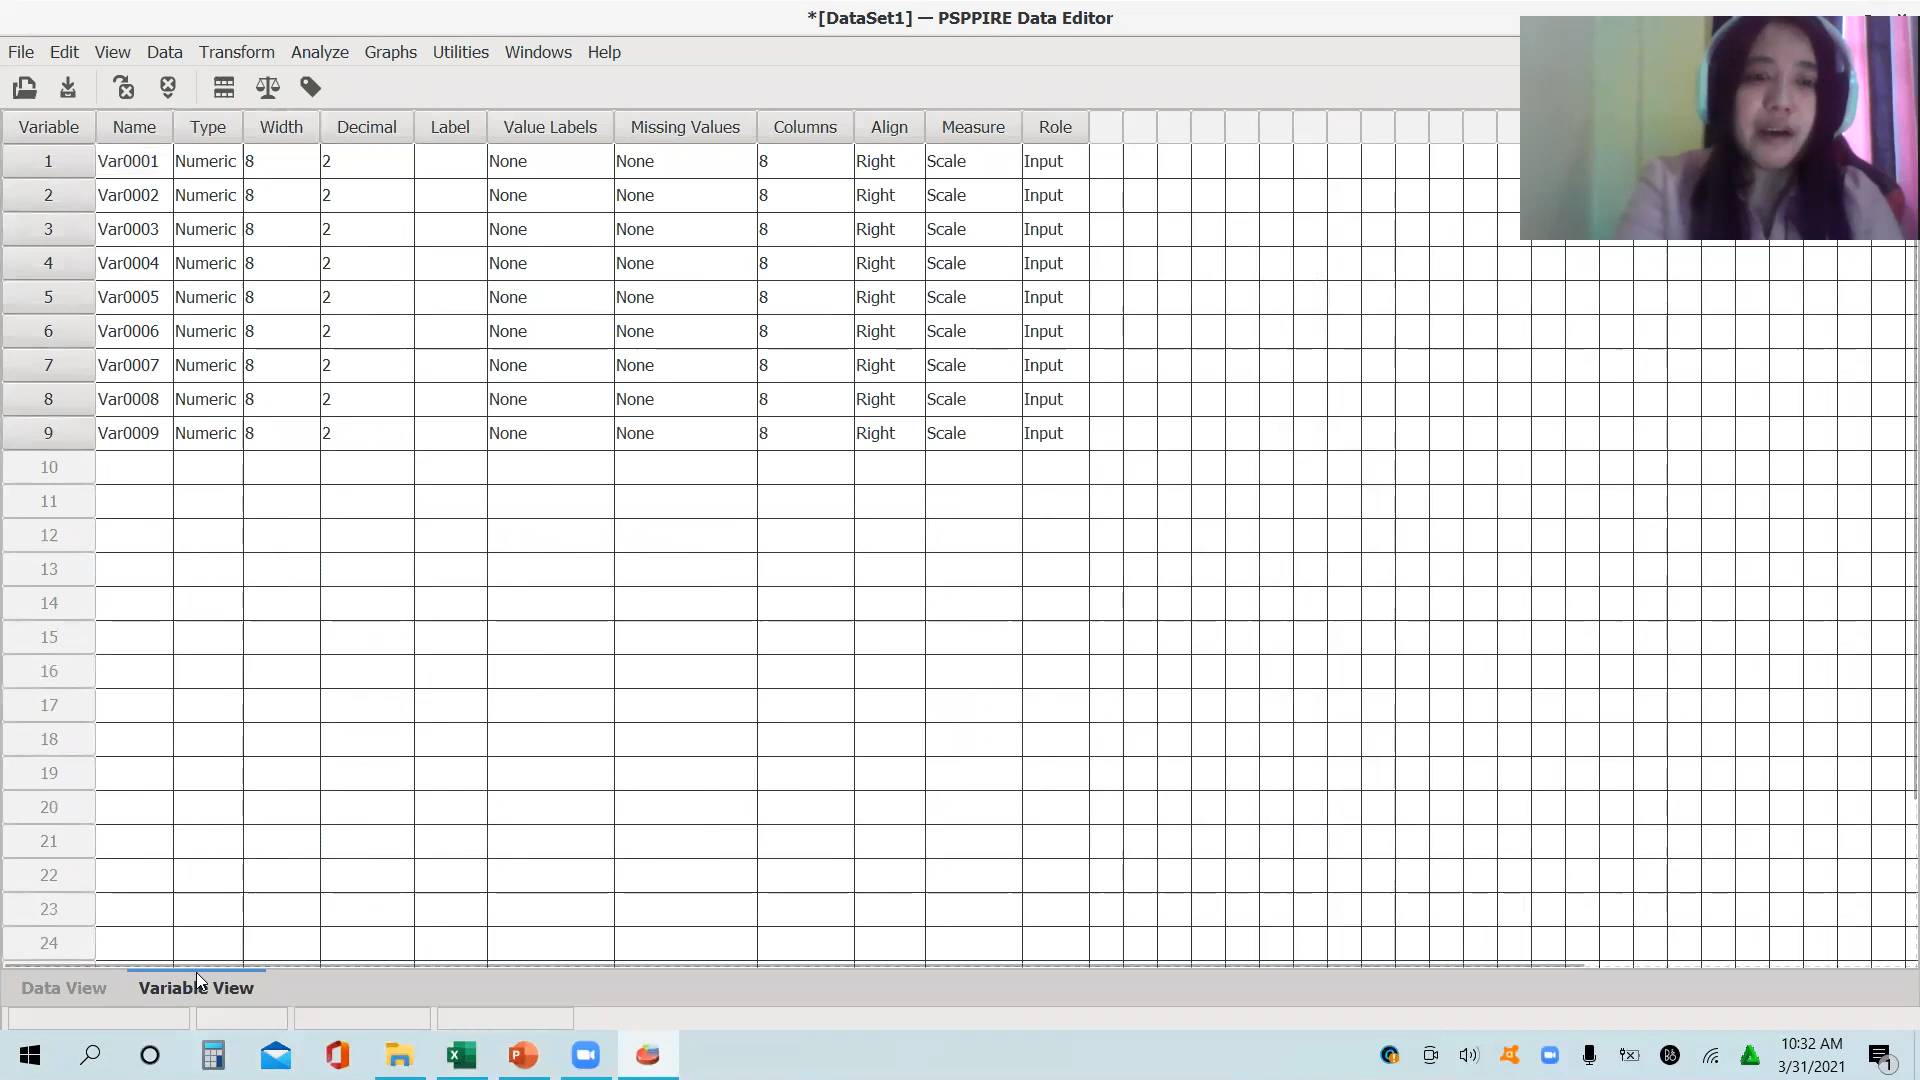 *[DataSet1] — PSPPIRE Data Editor
File Edit View Data Transform Analyze Graphs Utilities Windows Help
Variable Name Type Width Decimal Label Value Labels Missing Values Columns Align Measure Role
1 Var0001 Numeric 8 2 None None 8 Right Scale Input
2 Var0002 Numeric 8 2 None None 8 Right Scale Input
3 Var0003 Numeric 8 2 None None 8 Right Scale Input
4 Var0004 Numeric 8 2 None None 8 Right Scale Input
5 Var0005 Numeric 8 2 None None 8 Right Scale Input
6 Var0006 Numeric 8 2 None None 8 Right Scale Input
7 Var0007 Numeric 8 2 None None 8 Right Scale Input
8 Var0008 Numeric 8 2 None None 8 Right Scale Input
9 Var0009 Numeric 8 2 None None 8 Right Scale Input
10
11
12
13
14
15
16
17
18
19
20
21
22
23
24
Data View Variable View
10:32 AM
3/31/2021
1